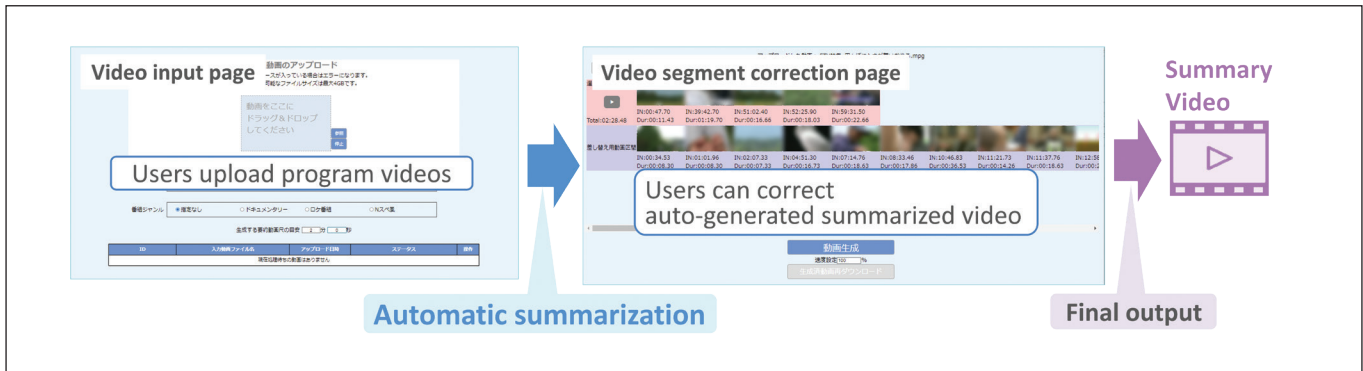 Video input page
動画のアップロード
ースが入っている場合はエラーになります。
可能なファイルサイズは最大4GBです。
動画をここに
ドラッグ&ドロップ
してください
参照
停止
Users upload program videos
番組ジャンル 指定なし ドキュメンタリー ロケ番組 Nスペ集
生成する要約動画尺の目安 2 分 0 秒
ID 入力動画ファイル名 アップロード日時 ステータス 操作
現在処理待ちの動画はありません
Automatic summarization
.mpg
Video segment correction page
IN:00:47.70 IN:39:42.70 IN:51:02.40 IN:52:25.90 IN:59:31.50
Total:02:28.48 Dur:00:11.43 Dur:01:19.70 Dur:00:16.66 Dur:00:18.03 Dur:00:22.66
差し替え用動画区間
IN:00:34.53 IN:01:01.96 IN:02:07.33 IN:04:51.30 IN:07:14.76 IN:08:33.46 IN:10:46.83 IN:11:21.73 IN:11:37.76 IN:12:58
Dur:00:08.30 Dur:00:08.30 Dur:00:07.33 Dur:00:16.73 Dur:00:18.63 Dur:00:17.86 Dur:00:36.53 Dur:00:14.26 Dur:00:18.63 Dur:00:2
Users can correct
auto-generated summarized video
動画生成
速度設定 100 %
生成済動画再ダウンロード
Summary
Video
Final output